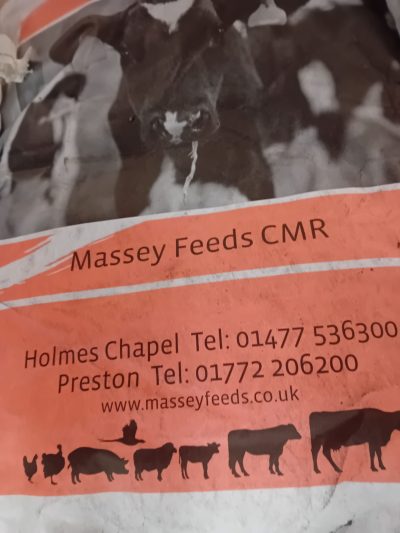 Massey Feeds CMR
Holmes Chapel Tel: 01477 536300
Preston Tel: 01772 206200
www.masseyfeeds.co.uk